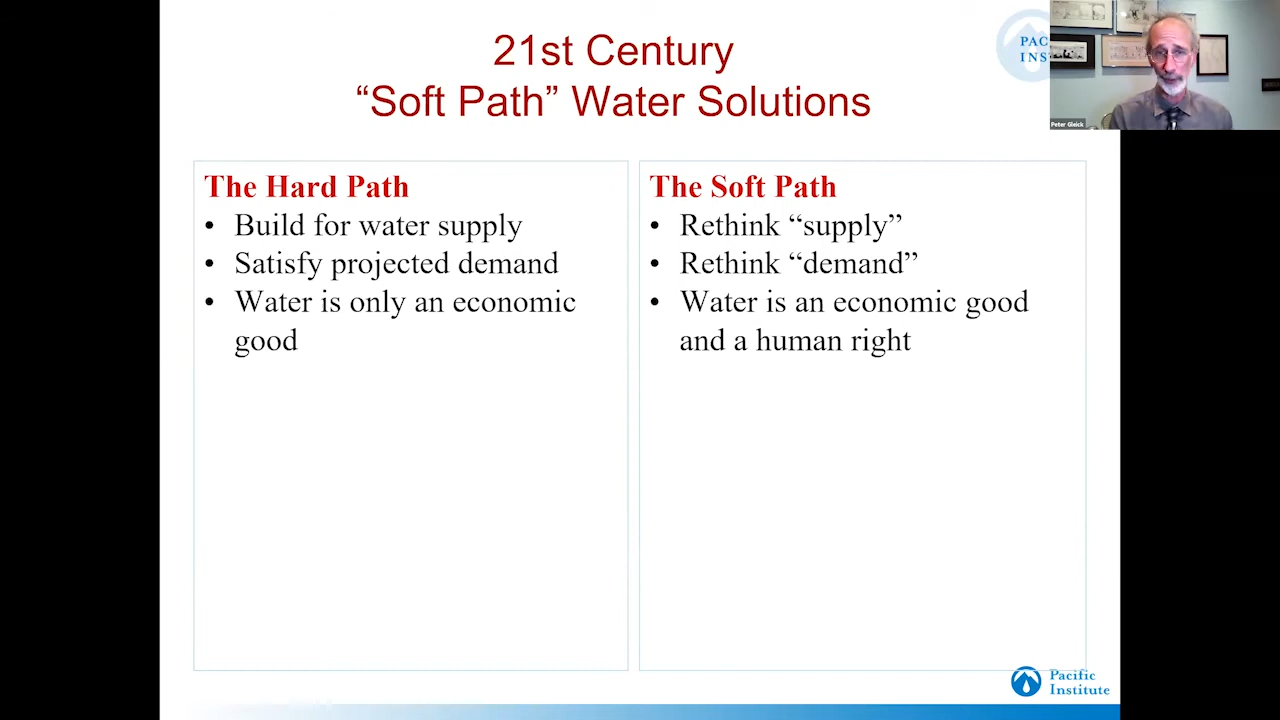 21st Century
“Soft Path” Water Solutions
PAC
INS
Peter Gleick
The Hard Path
• Build for water supply
• Satisfy projected demand
• Water is only an economic
good
The Soft Path
• Rethink “supply”
• Rethink “demand”
• Water is an economic good
and a human right
Pacific
Institute